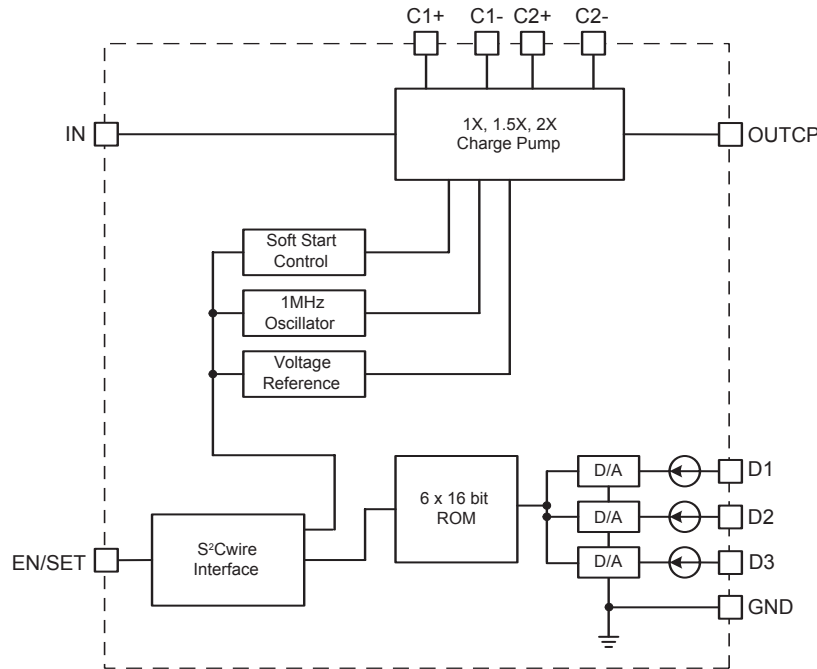 C1+ C1- C2+ C2-
IN
1X, 1.5X, 2X
Charge Pump
OUTCP
Soft Start
Control
1MHz
Oscillator
Voltage
Reference
D/A
D1
6 x 16 bit
ROM
D/A
D2
EN/SET
S²Cwire
Interface
D/A
D3
GND